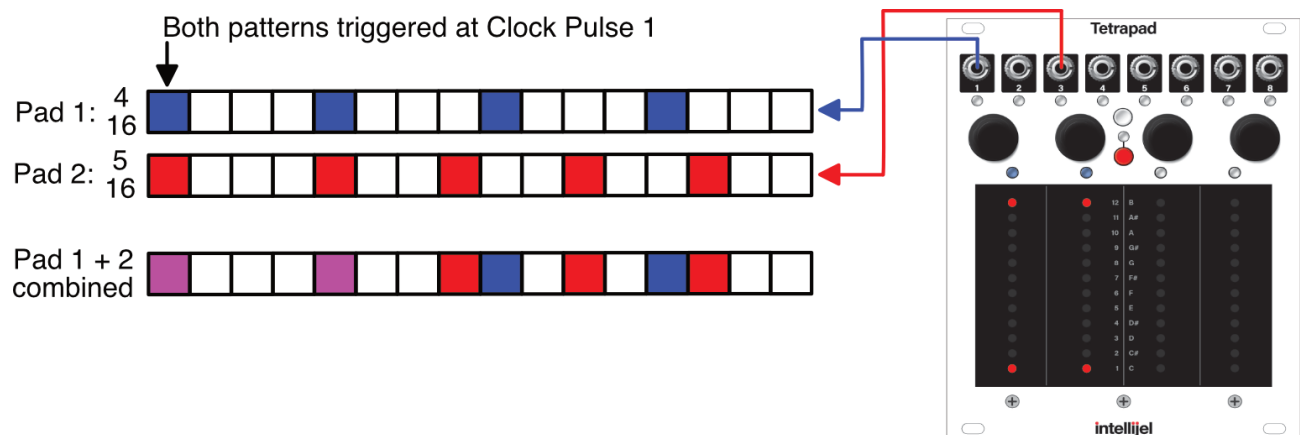 Both patterns triggered at Clock Pulse 1
Pad 1: 4
16
Pad 2: 5
16
Pad 1 + 2
combined
Tetrapad
1 2 3 4 5 6 7 8
12 B
11 A#
10 A
9 G#
8 G
7 F#
6 F
5 E
4 D#
3 D
2 C#
1 C
intellijel